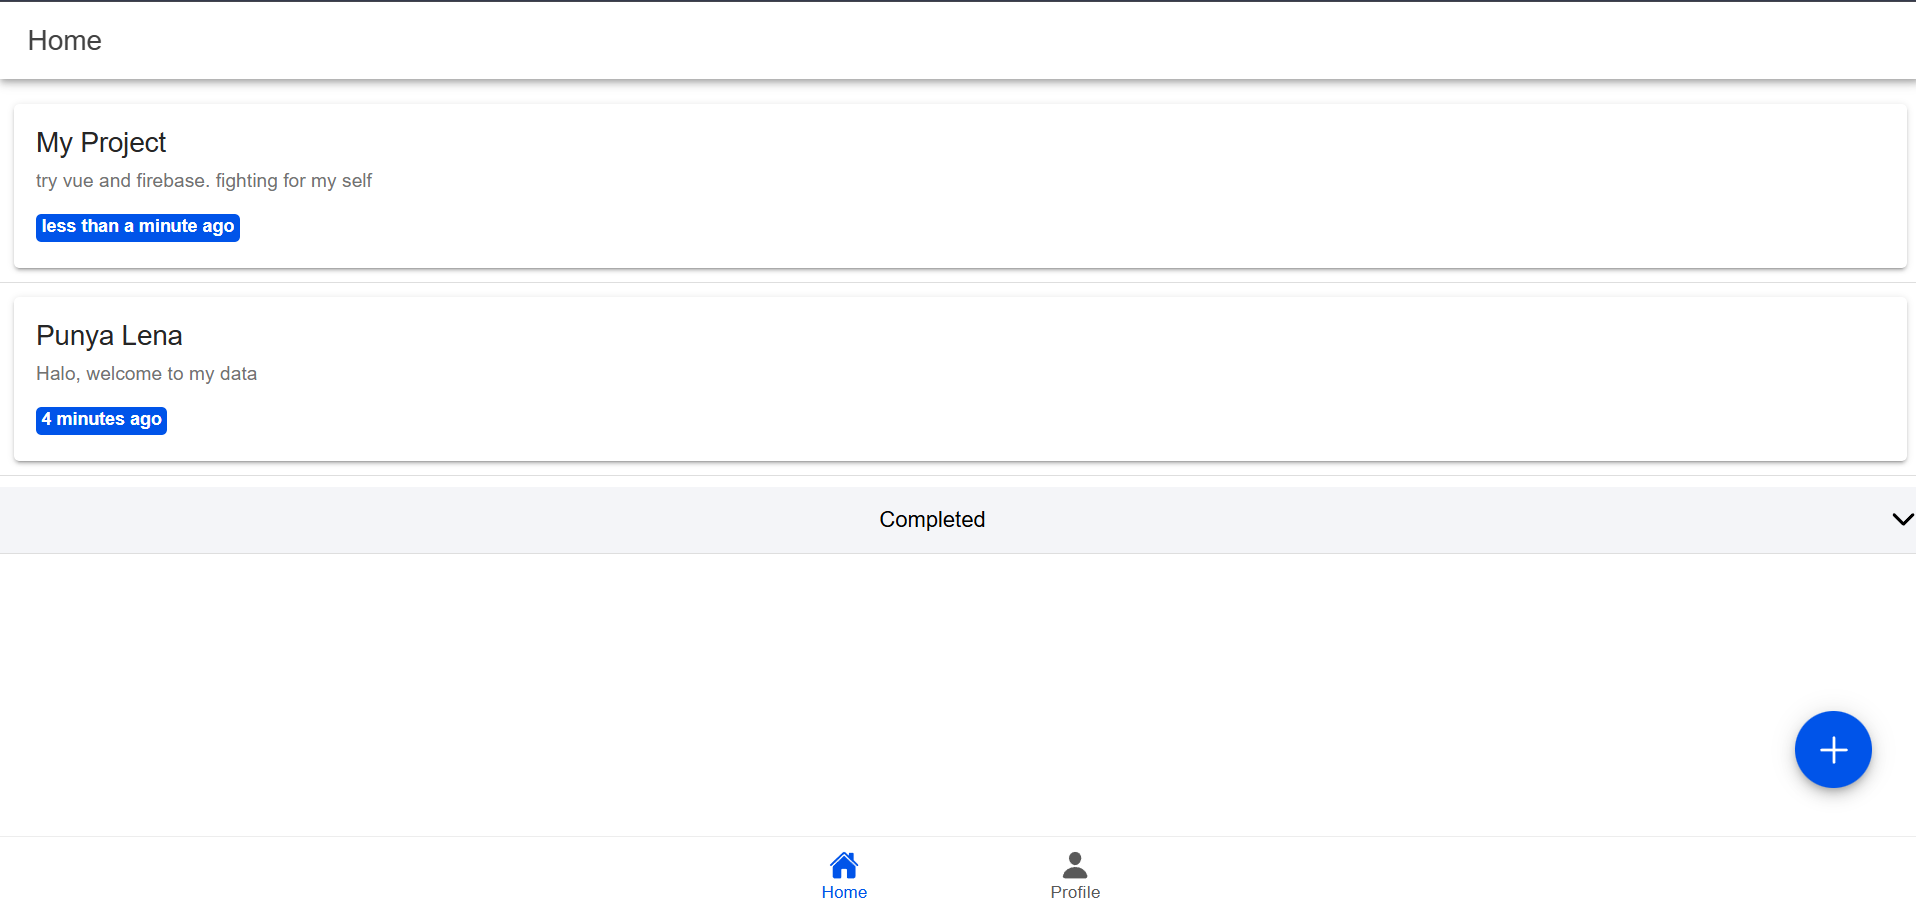 Home
My Project
try vue and firebase. fighting for my self
less than a minute ago
Punya Lena
Halo, welcome to my data
4 minutes ago
Completed
Home
Profile